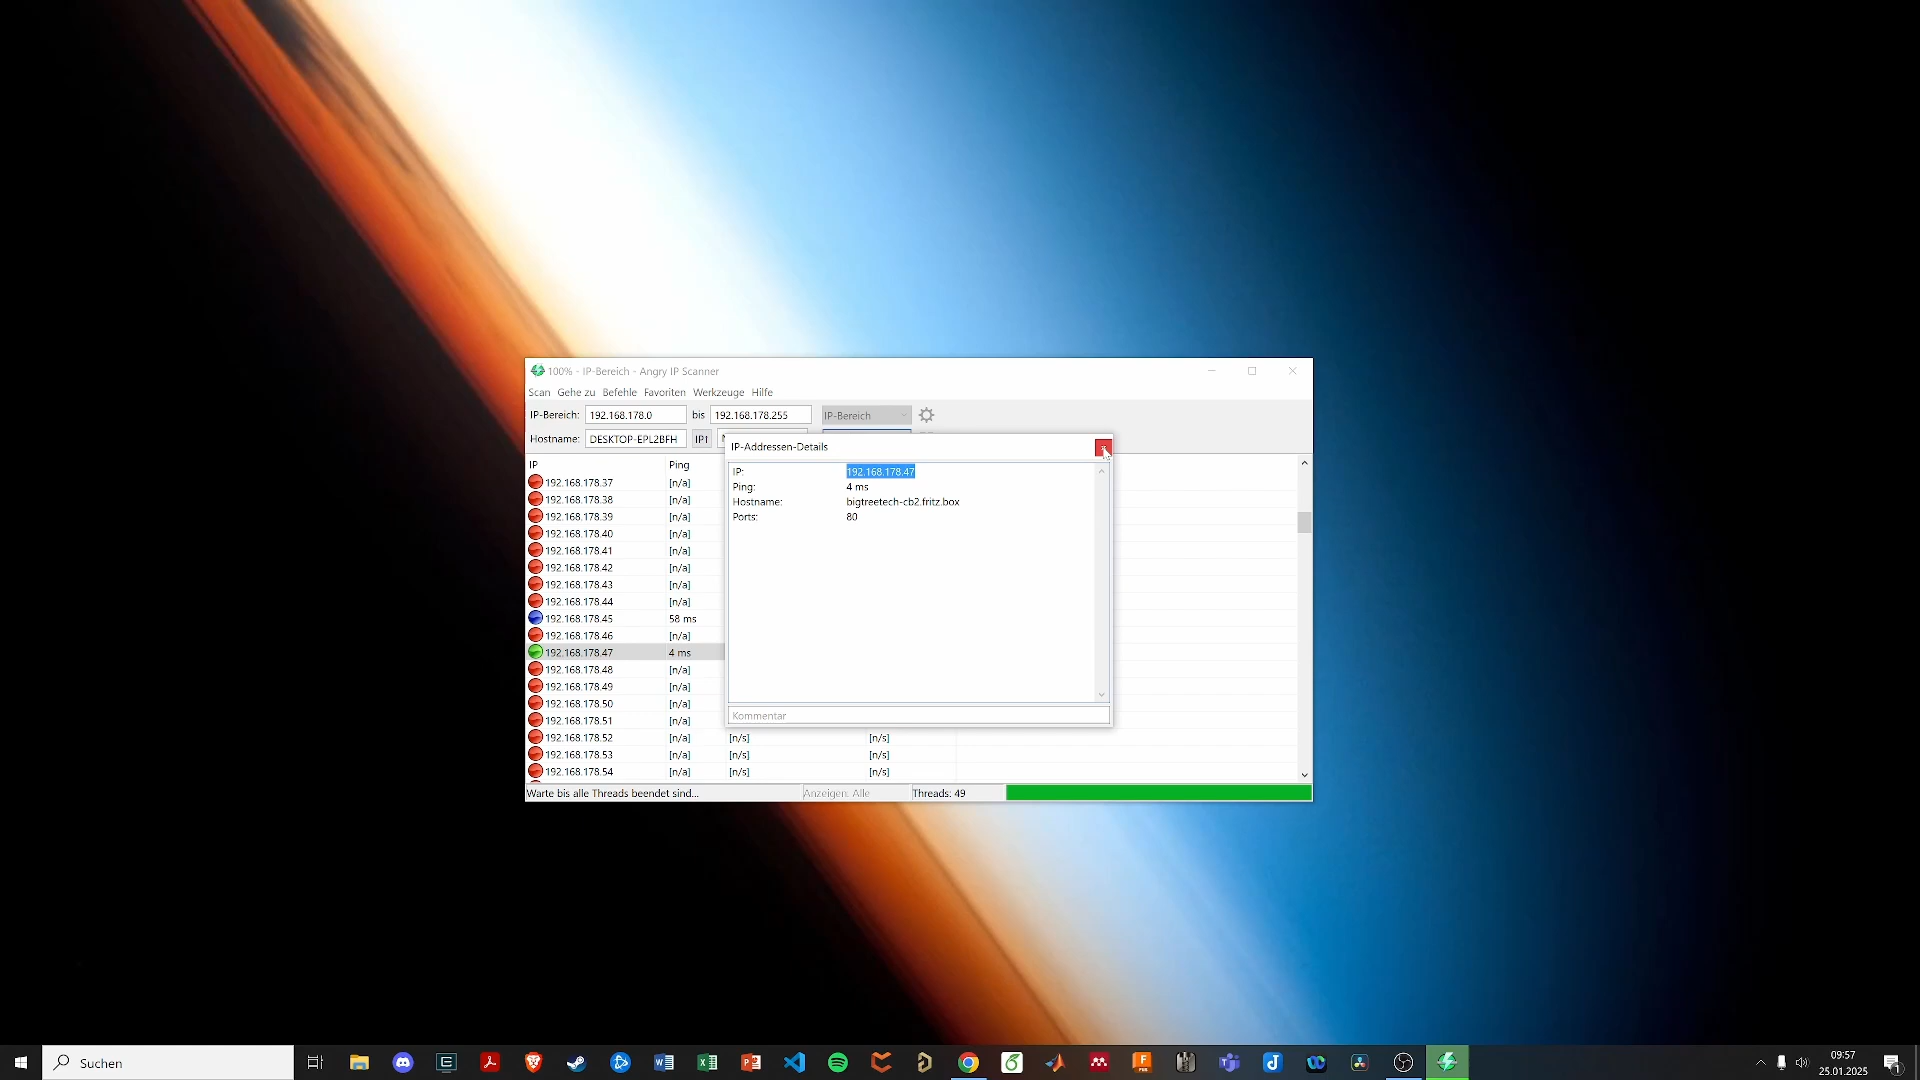 100% - IP-Bereich - Angry IP Scanner
Scan Gehe zu Befehle Favoriten Werkzeuge Hilfe
IP-Bereich: 192.168.178.0 bis 192.168.178.255 IP-Bereich
Hostname: DESKTOP-EPL2BFH IP↑
IP-Addressen-Details
IP Ping
IP: 192.168.178.47
Ping: 4 ms
Hostname: bigtreetech-cb2.fritz.box
Ports: 80
Kommentar
192.168.178.37 [n/a]
192.168.178.38 [n/a]
192.168.178.39 [n/a]
192.168.178.40 [n/a]
192.168.178.41 [n/a]
192.168.178.42 [n/a]
192.168.178.43 [n/a]
192.168.178.44 [n/a]
192.168.178.45 58 ms
192.168.178.46 [n/a]
192.168.178.47 4 ms
192.168.178.48 [n/a]
192.168.178.49 [n/a]
192.168.178.50 [n/a]
192.168.178.51 [n/a]
192.168.178.52 [n/a] [n/s] [n/s]
192.168.178.53 [n/a] [n/s] [n/s]
192.168.178.54 [n/a] [n/s] [n/s]
Warte bis alle Threads beendet sind... Anzeigen: Alle Threads: 49
Suchen
09:57
25.01.2025
1